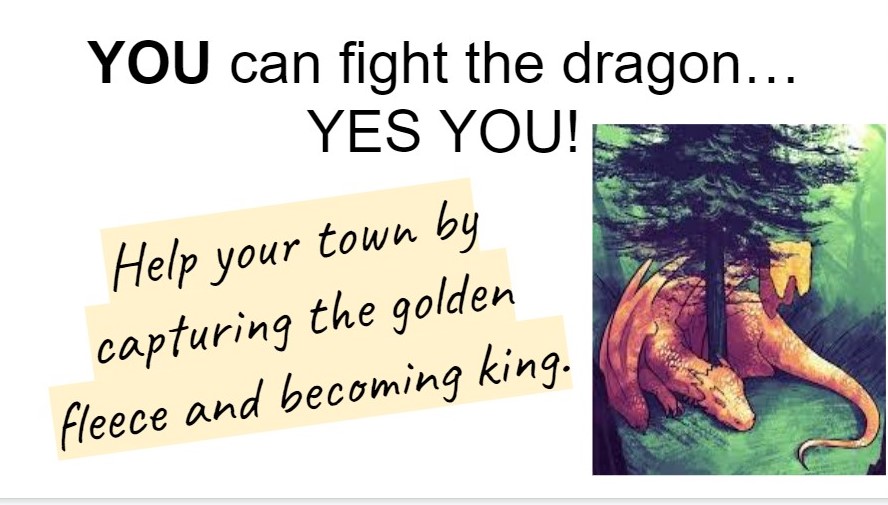 YOU can fight the dragon…
YES YOU!
Help your town by
capturing the golden
fleece and becoming king.